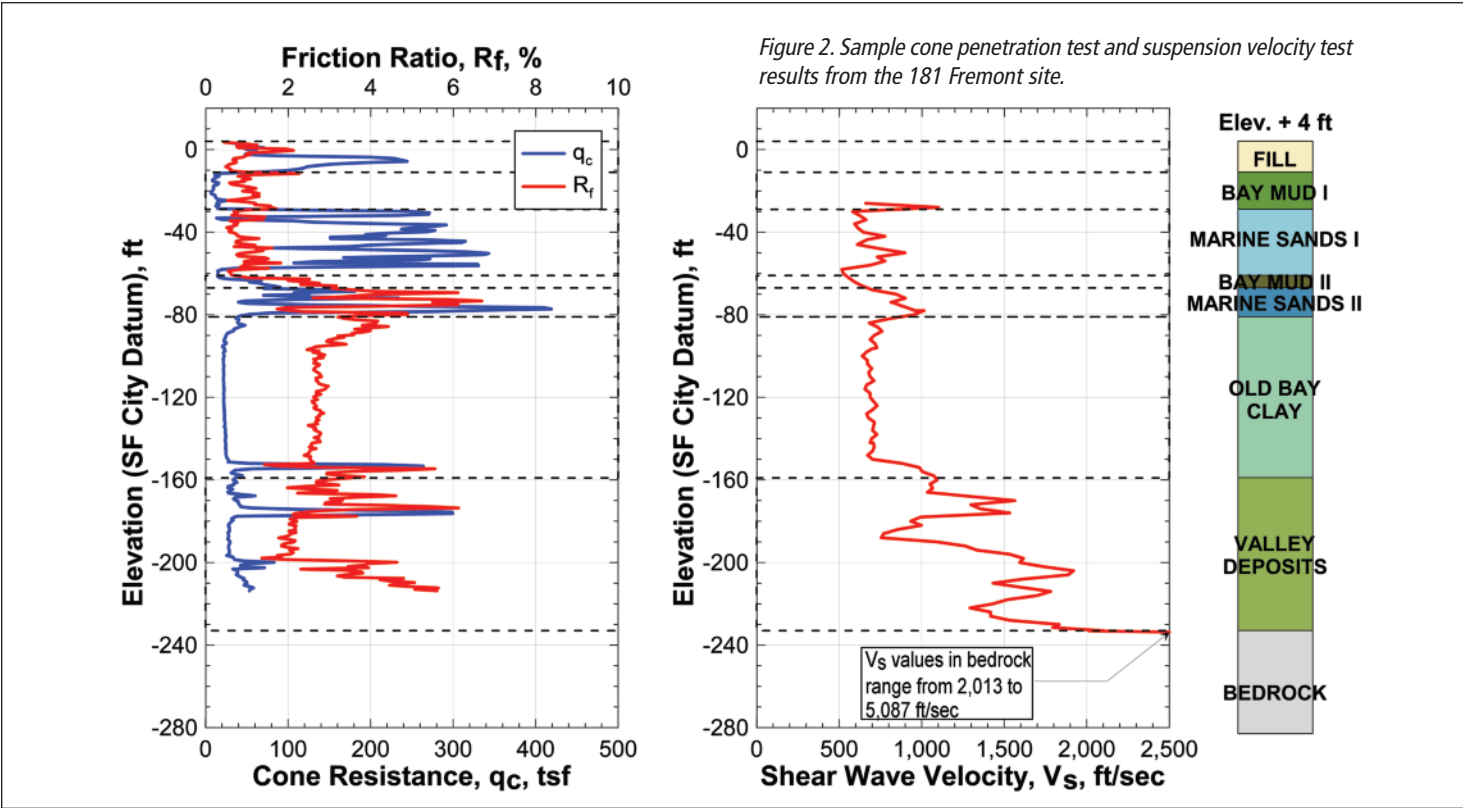 Figure 2. Sample cone penetration test and suspension velocity test
results from the 181 Fremont site.
Friction Ratio, Rf, %
0 2 4 6 8 10
qc
Rf
Elevation (SF City Datum), ft
0
-40
-80
-120
-160
-200
-240
-280
0 100 200 300 400 500
Cone Resistance, qc, tsf
Elevation (SF City Datum), ft
0
-40
-80
-120
-160
-200
-240
-280
Vs values in bedrock
range from 2,013 to
5,087 ft/sec
0 500 1,000 1,500 2,000 2,500
Shear Wave Velocity, Vs, ft/sec
Elev. + 4 ft
FILL
BAY MUD I
MARINE SANDS I
BAY MUD II
MARINE SANDS II
OLD BAY
CLAY
VALLEY
DEPOSITS
BEDROCK